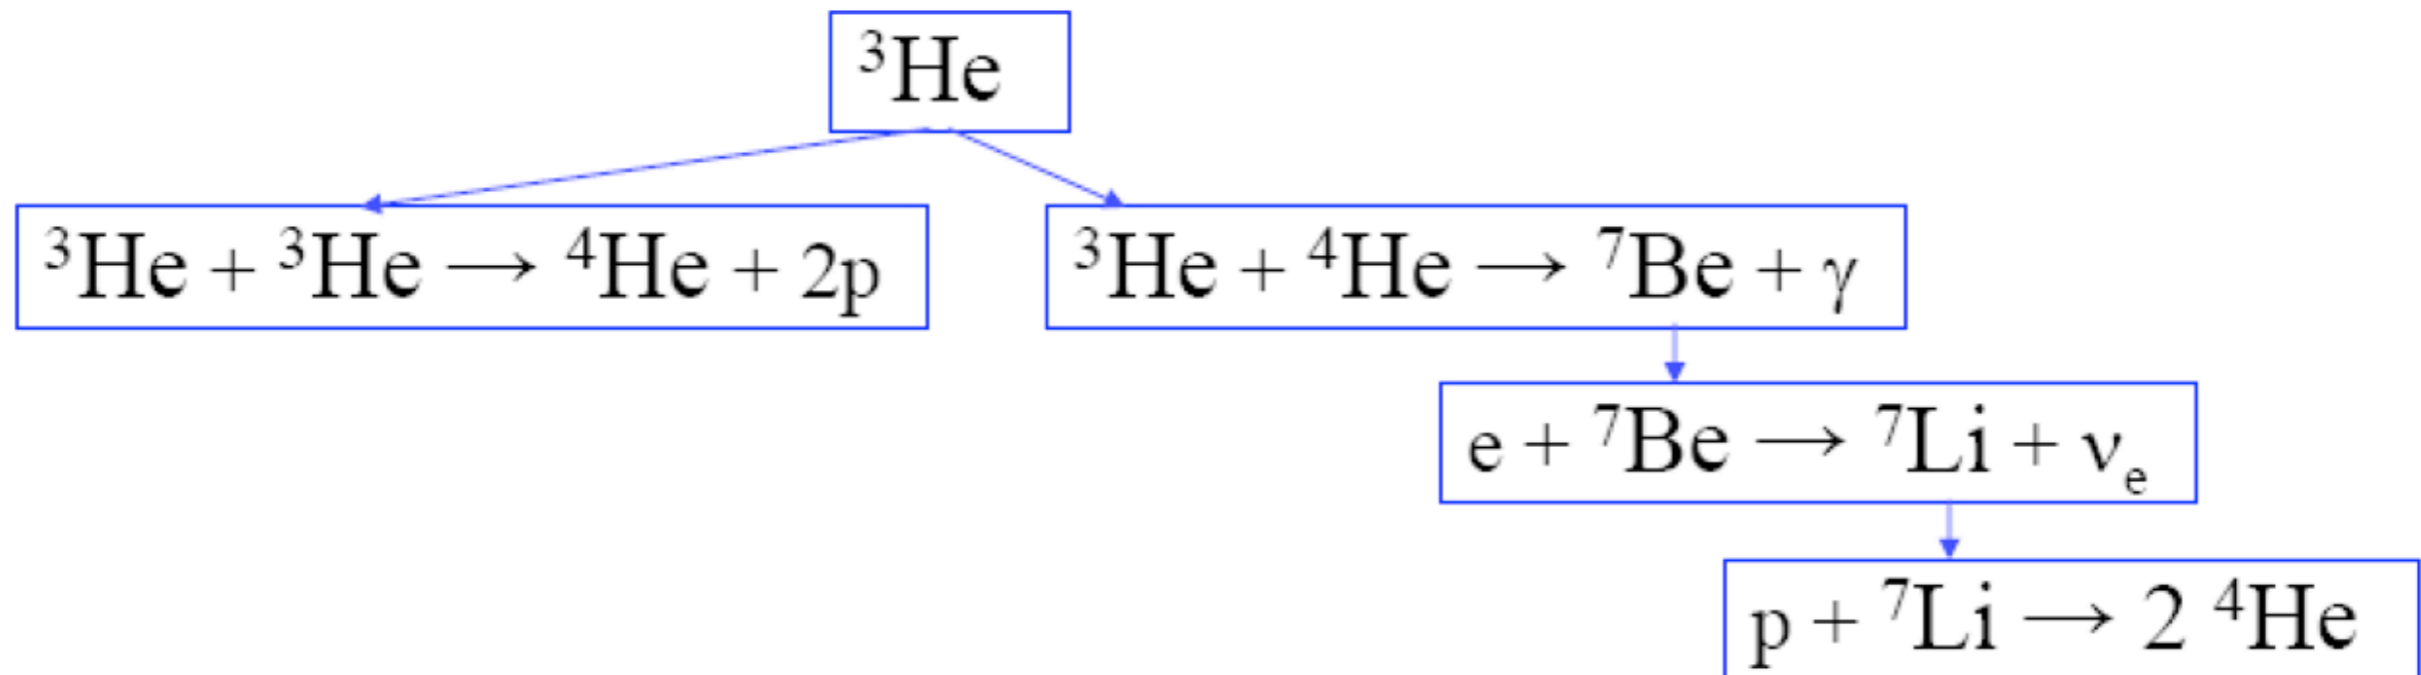 ³He
³He + ³He → ⁴He + 2p
³He + ⁴He → ⁷Be + γ
e + ⁷Be → ⁷Li + νₑ
p + ⁷Li → 2 ⁴He